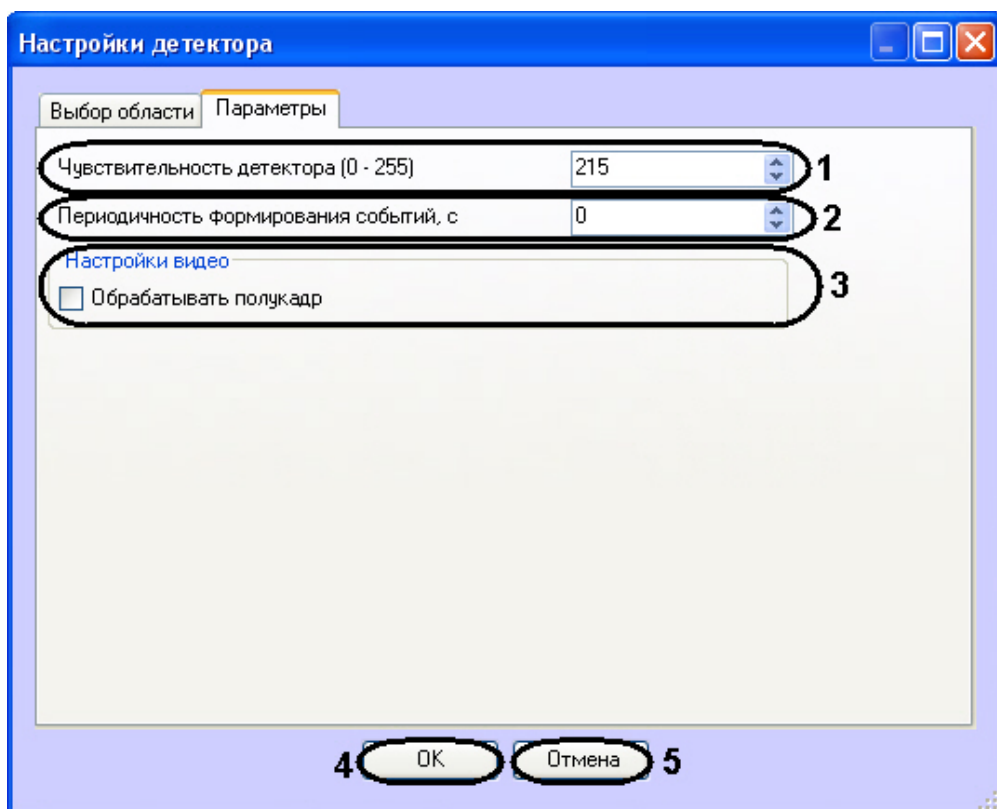 Настройки детектора
Выбор области Параметры
Чувствительность детектора (0 - 255) 215 1
Периодичность формирования событий, с 0 2
Настройки видео
Обрабатывать полукадр 3
4 OK Отмена 5